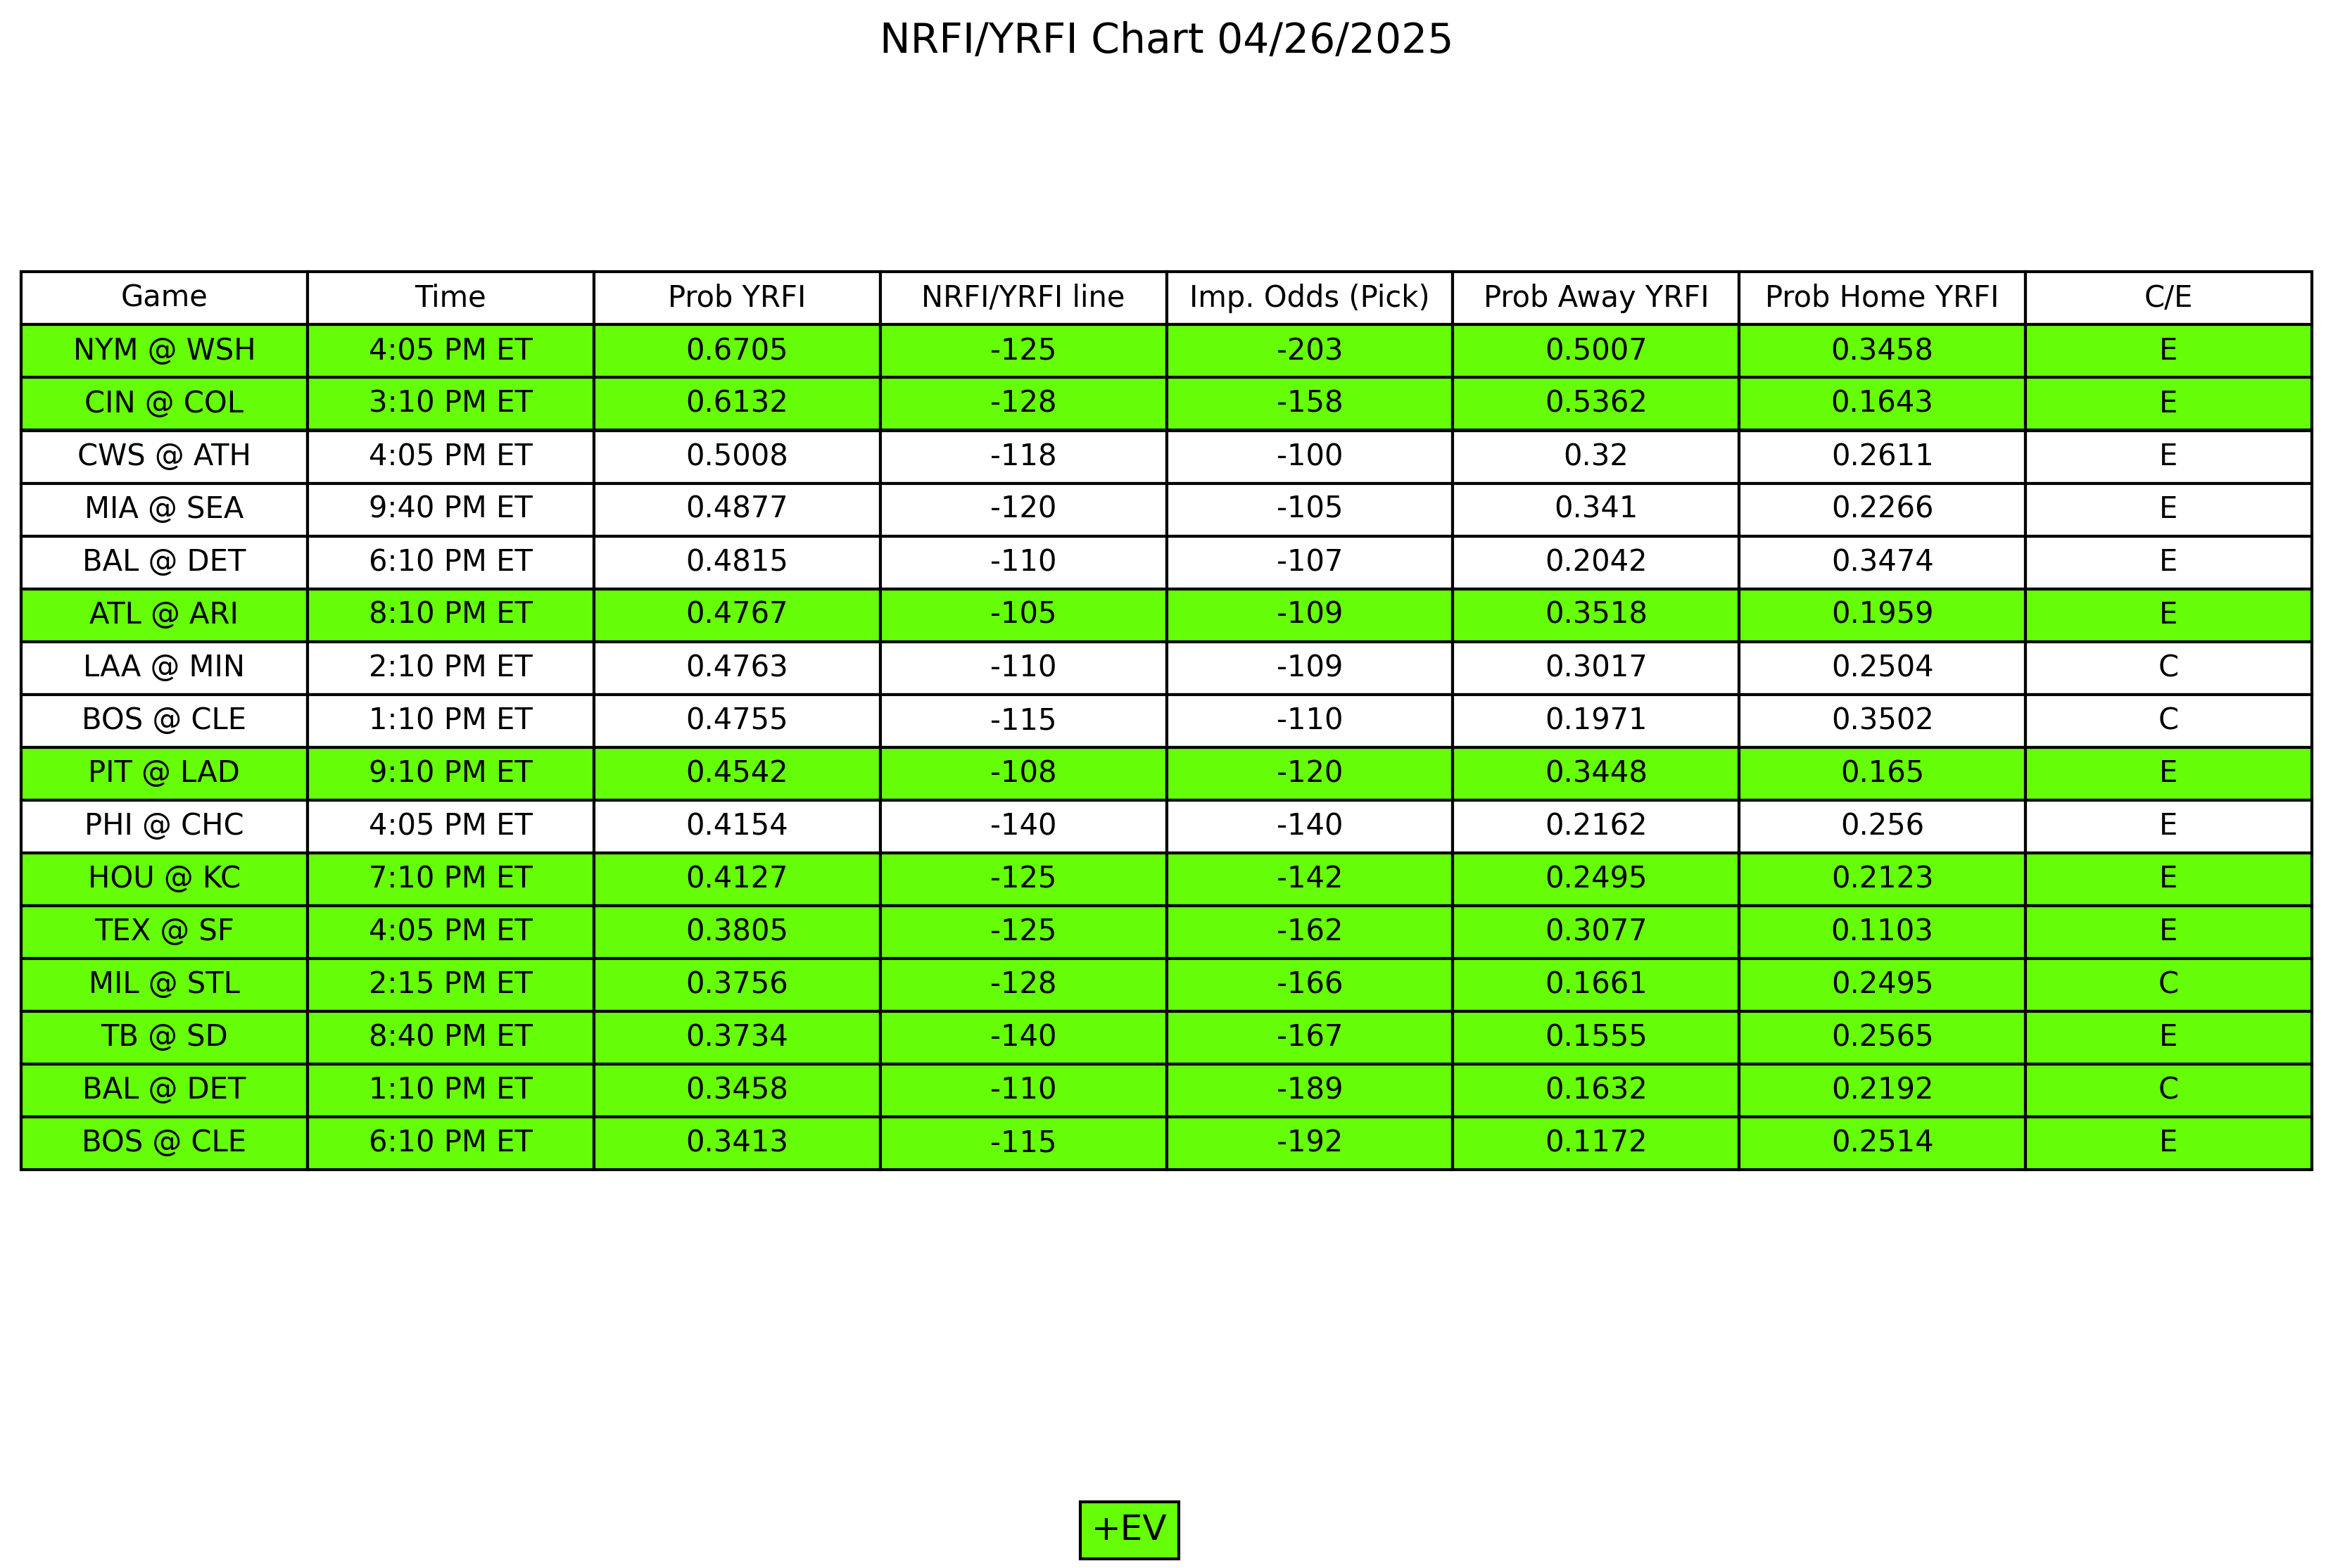 NRFI/YRFI Chart 04/26/2025
Game Time Prob YRFI NRFI/YRFI line Imp. Odds (Pick) Prob Away YRFI Prob Home YRFI C/E
NYM @ WSH 4:05 PM ET 0.6705 -125 -203 0.5007 0.3458 E
CIN @ COL 3:10 PM ET 0.6132 -128 -158 0.5362 0.1643 E
CWS @ ATH 4:05 PM ET 0.5008 -118 -100 0.32 0.2611 E
MIA @ SEA 9:40 PM ET 0.4877 -120 -105 0.341 0.2266 E
BAL @ DET 6:10 PM ET 0.4815 -110 -107 0.2042 0.3474 E
ATL @ ARI 8:10 PM ET 0.4767 -105 -109 0.3518 0.1959 E
LAA @ MIN 2:10 PM ET 0.4763 -110 -109 0.3017 0.2504 C
BOS @ CLE 1:10 PM ET 0.4755 -115 -110 0.1971 0.3502 C
PIT @ LAD 9:10 PM ET 0.4542 -108 -120 0.3448 0.165 E
PHI @ CHC 4:05 PM ET 0.4154 -140 -140 0.2162 0.256 E
HOU @ KC 7:10 PM ET 0.4127 -125 -142 0.2495 0.2123 E
TEX @ SF 4:05 PM ET 0.3805 -125 -162 0.3077 0.1103 E
MIL @ STL 2:15 PM ET 0.3756 -128 -166 0.1661 0.2495 C
TB @ SD 8:40 PM ET 0.3734 -140 -167 0.1555 0.2565 E
BAL @ DET 1:10 PM ET 0.3458 -110 -189 0.1632 0.2192 C
BOS @ CLE 6:10 PM ET 0.3413 -115 -192 0.1172 0.2514 E
+EV